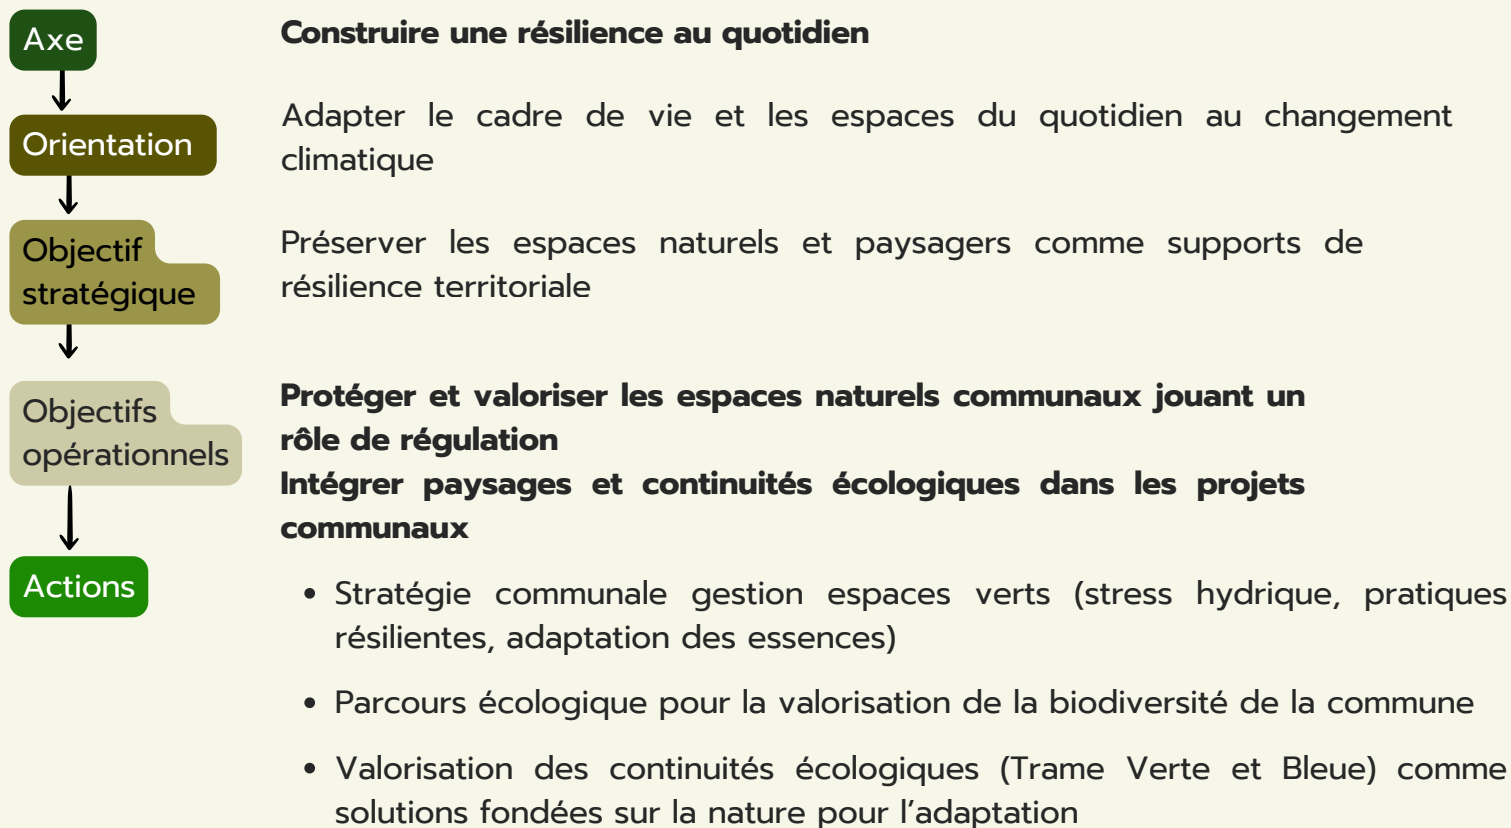 Axe
Construire une résilience au quotidien
Orientation
Adapter le cadre de vie et les espaces du quotidien au changement
climatique
Objectif
stratégique
Préserver les espaces naturels et paysagers comme supports de
résilience territoriale
Objectifs
opérationnels
Protéger et valoriser les espaces naturels communaux jouant un
rôle de régulation
Intégrer paysages et continuités écologiques dans les projets
communaux
Actions
• Stratégie communale gestion espaces verts (stress hydrique, pratiques
résilientes, adaptation des essences)
• Parcours écologique pour la valorisation de la biodiversité de la commune
• Valorisation des continuités écologiques (Trame Verte et Bleue) comme
solutions fondées sur la nature pour l’adaptation